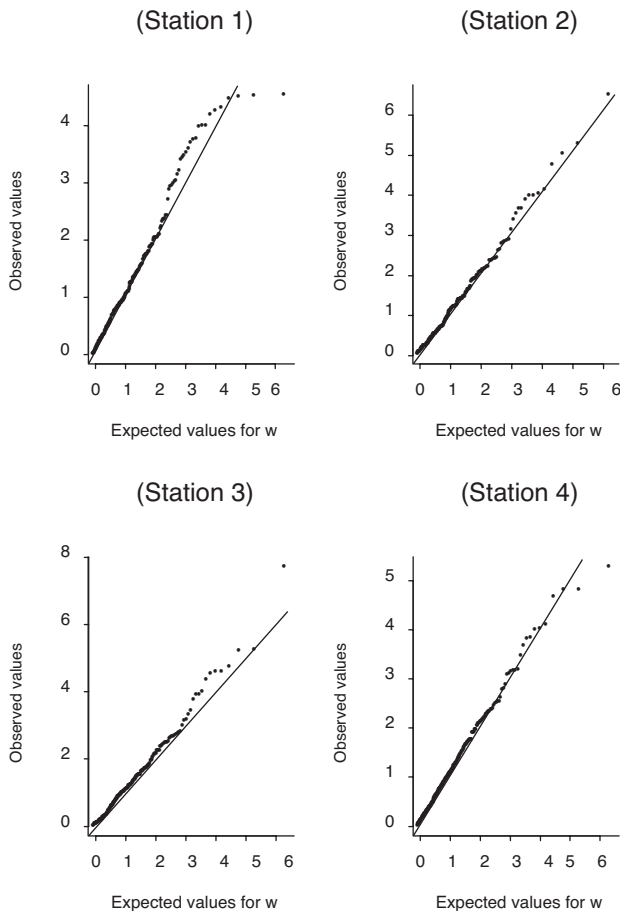 (Station 1)
Observed values
4
3
2
1
0
0 1 2 3 4 5 6
Expected values for w
(Station 2)
Observed values
6
5
4
3
2
1
0
0 1 2 3 4 5 6
Expected values for w
(Station 3)
Observed values
8
6
4
2
0
0 1 2 3 4 5 6
Expected values for w
(Station 4)
Observed values
5
4
3
2
1
0
0 1 2 3 4 5 6
Expected values for w